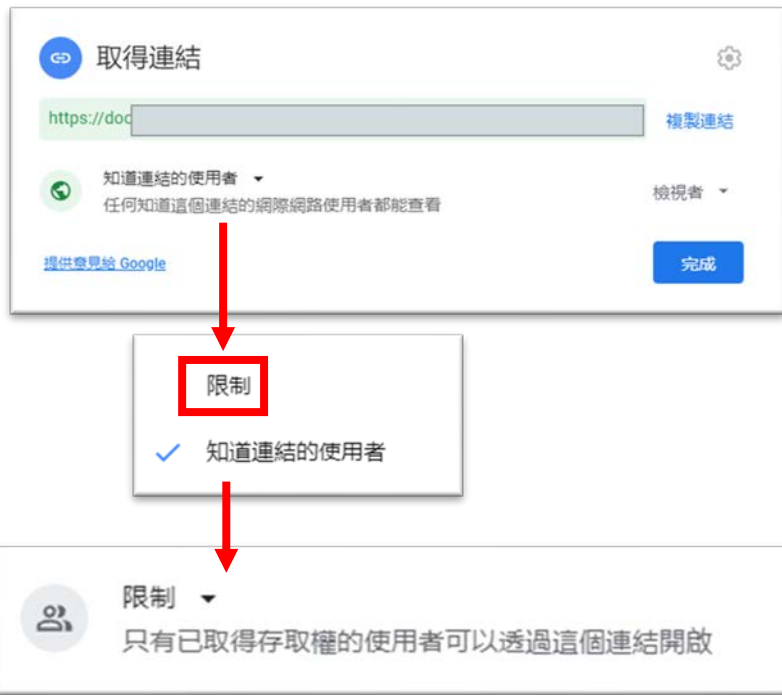 取得連結
https://doc
複製連結
知道連結的使用者
任何知道這個連結的網際網路使用者都能查看
檢視者
提供意見給 Google
完成
限制
知道連結的使用者
限制
只有已取得存取權的使用者可以透過這個連結開啟